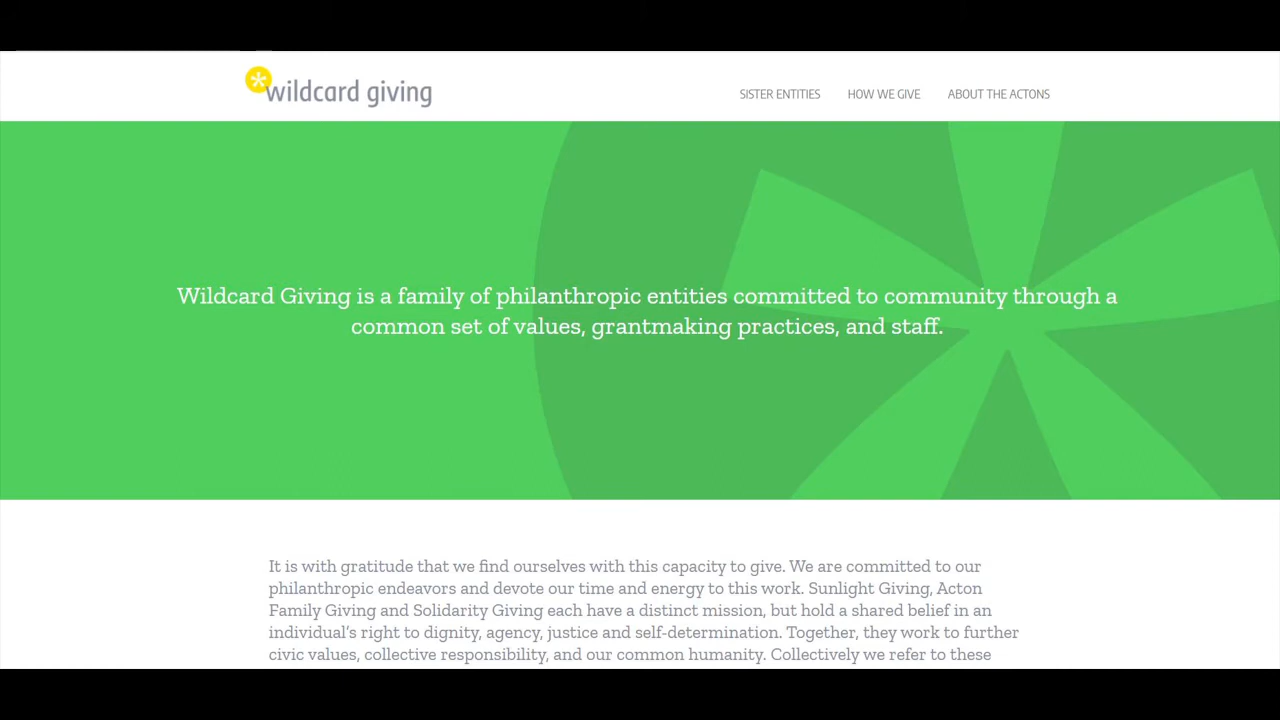 wildcard giving
SISTER ENTITIES HOW WE GIVE ABOUT THE ACTONS
Wildcard Giving is a family of philanthropic entities committed to community through a
common set of values, grantmaking practices, and staff.
It is with gratitude that we find ourselves with this capacity to give. We are committed to our
philanthropic endeavors and devote our time and energy to this work. Sunlight Giving, Acton
Family Giving and Solidarity Giving each have a distinct mission, but hold a shared belief in an
individual’s right to dignity, agency, justice and self-determination. Together, they work to further
civic values, collective responsibility, and our common humanity. Collectively we refer to these